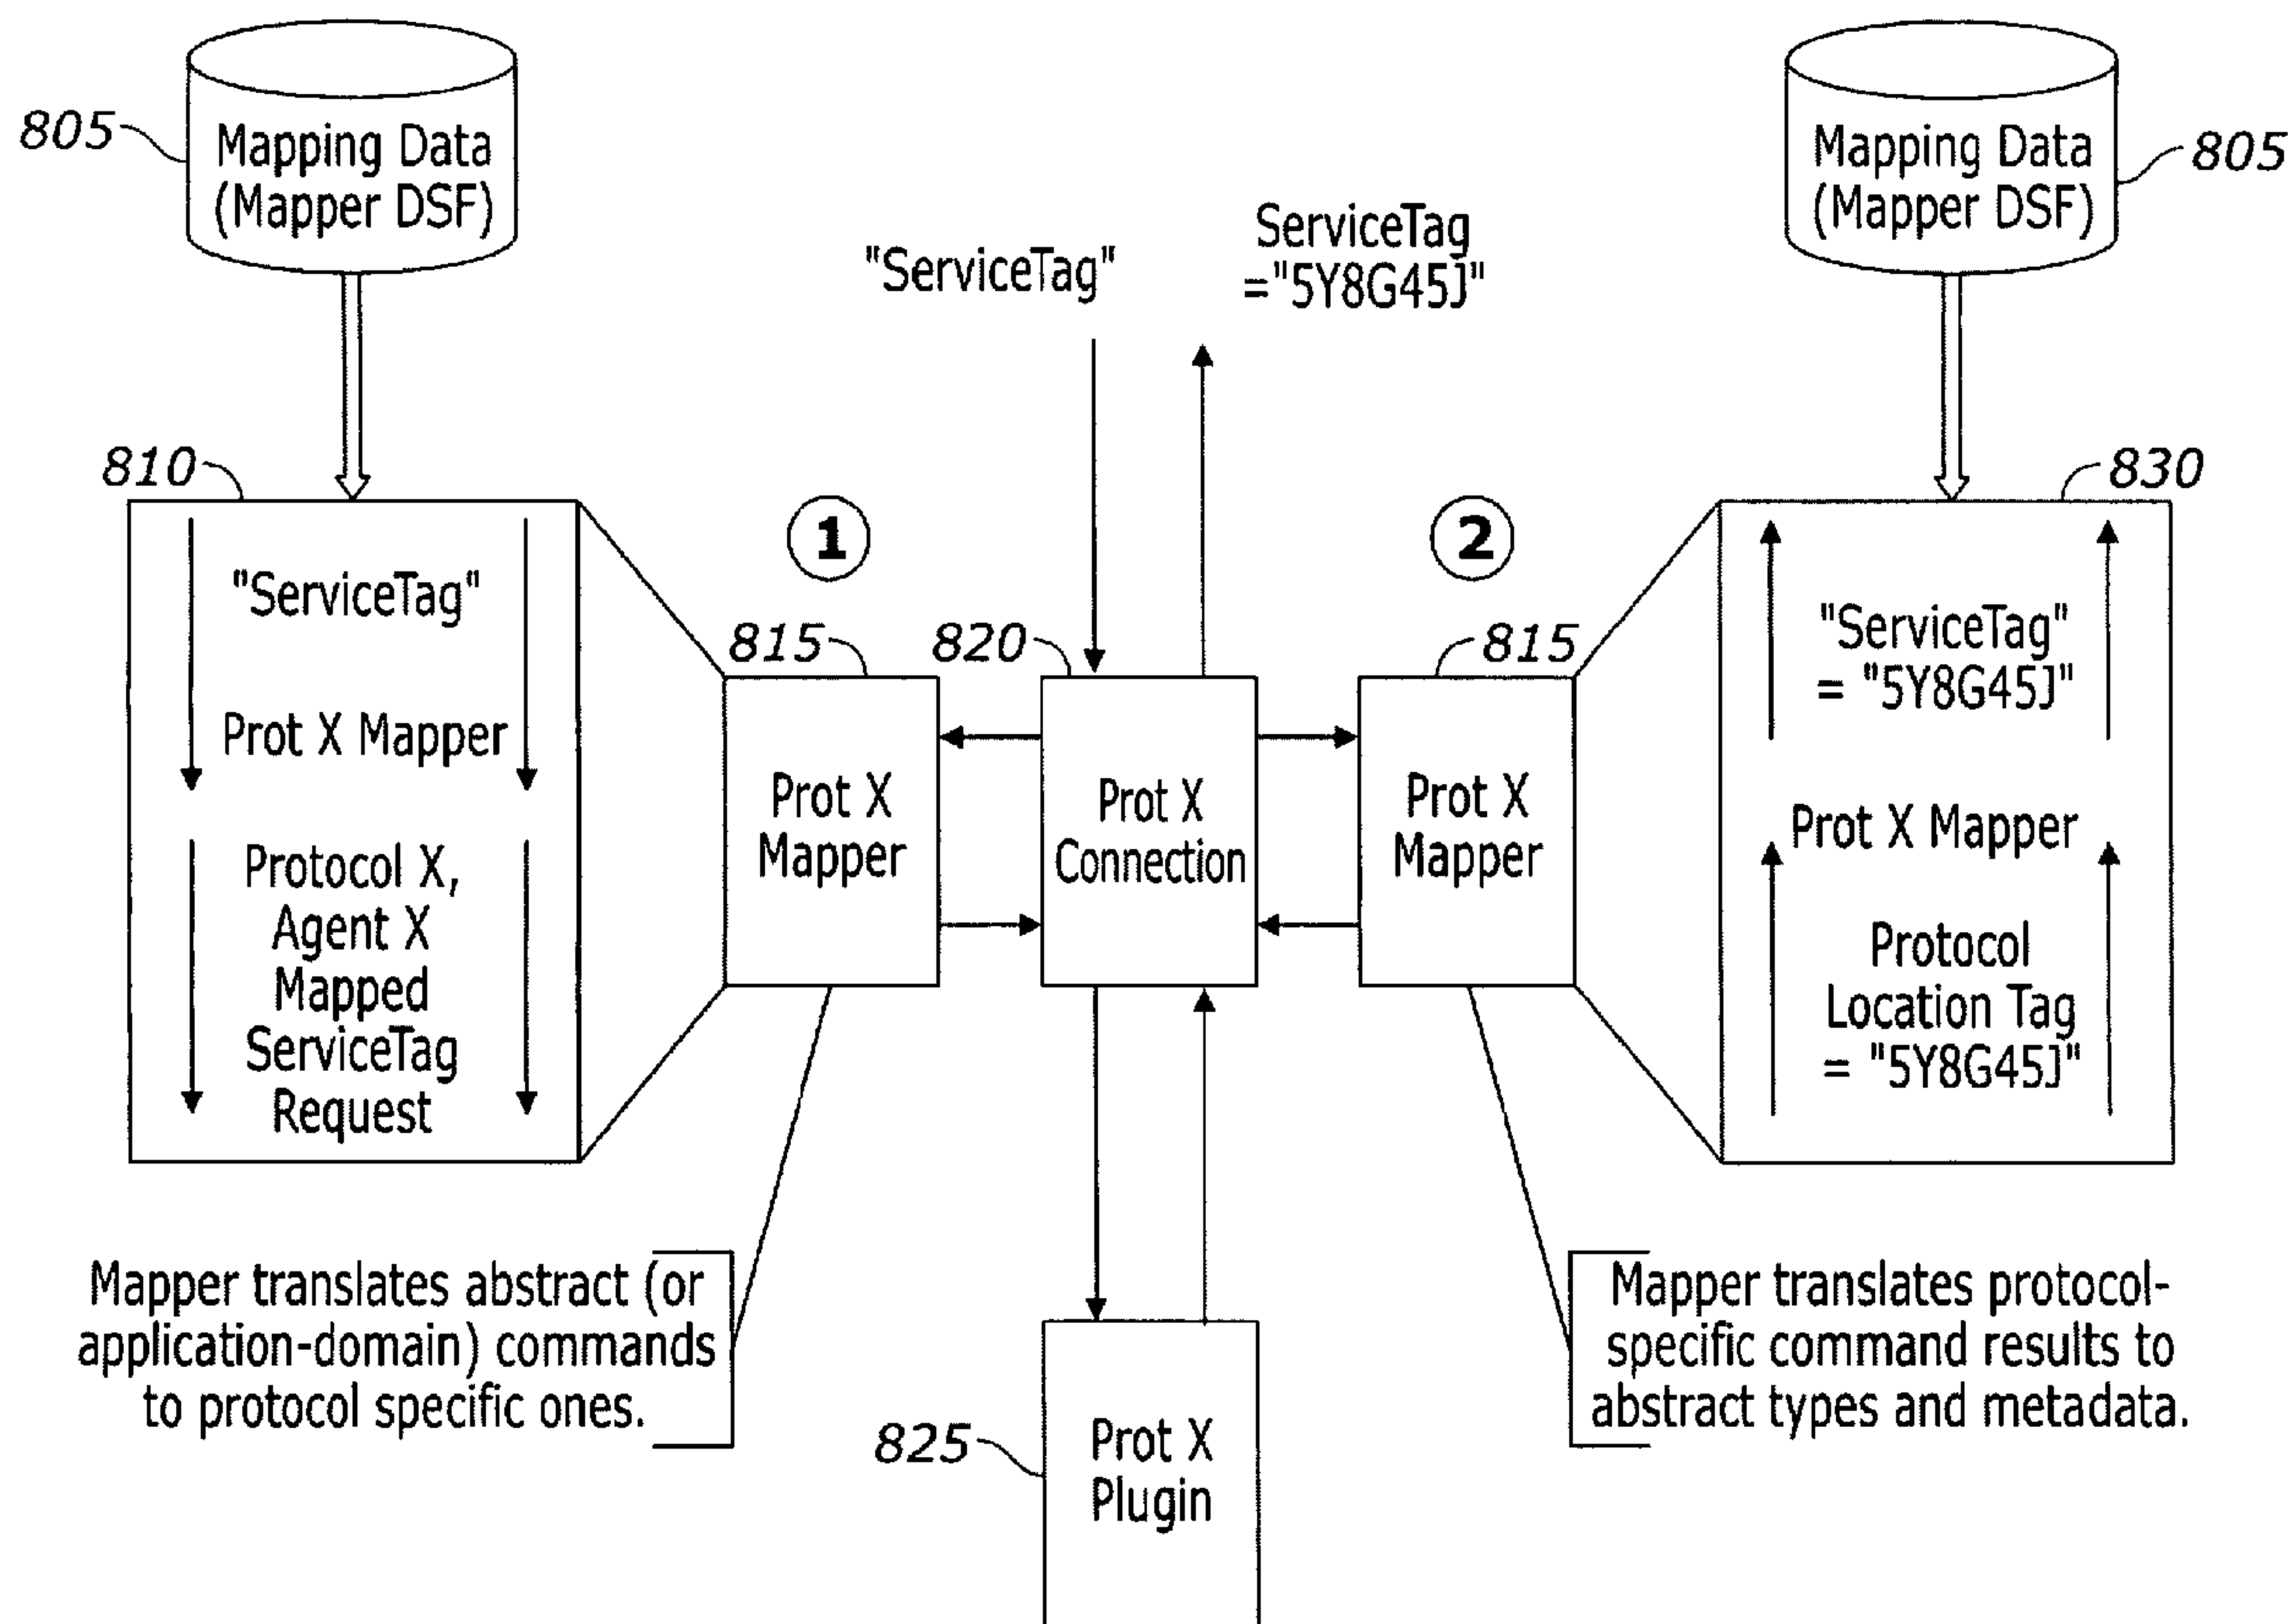 805
Mapping Data
(Mapper DSF)
"ServiceTag"
ServiceTag
="5Y8G45J"
Mapping Data
(Mapper DSF)
805
810
"ServiceTag"
Prot X Mapper
Protocol X,
Agent X
Mapped
ServiceTag
Request
1
815
Prot X
Mapper
820
Prot X
Connection
2
815
Prot X
Mapper
830
"ServiceTag"
= "5Y8G45J"
Prot X Mapper
Protocol
Location Tag
= "5Y8G45J"
Mapper translates abstract (or
application-domain) commands
to protocol specific ones.
825
Prot X
Plugin
Mapper translates protocol-
specific command results to
abstract types and metadata.